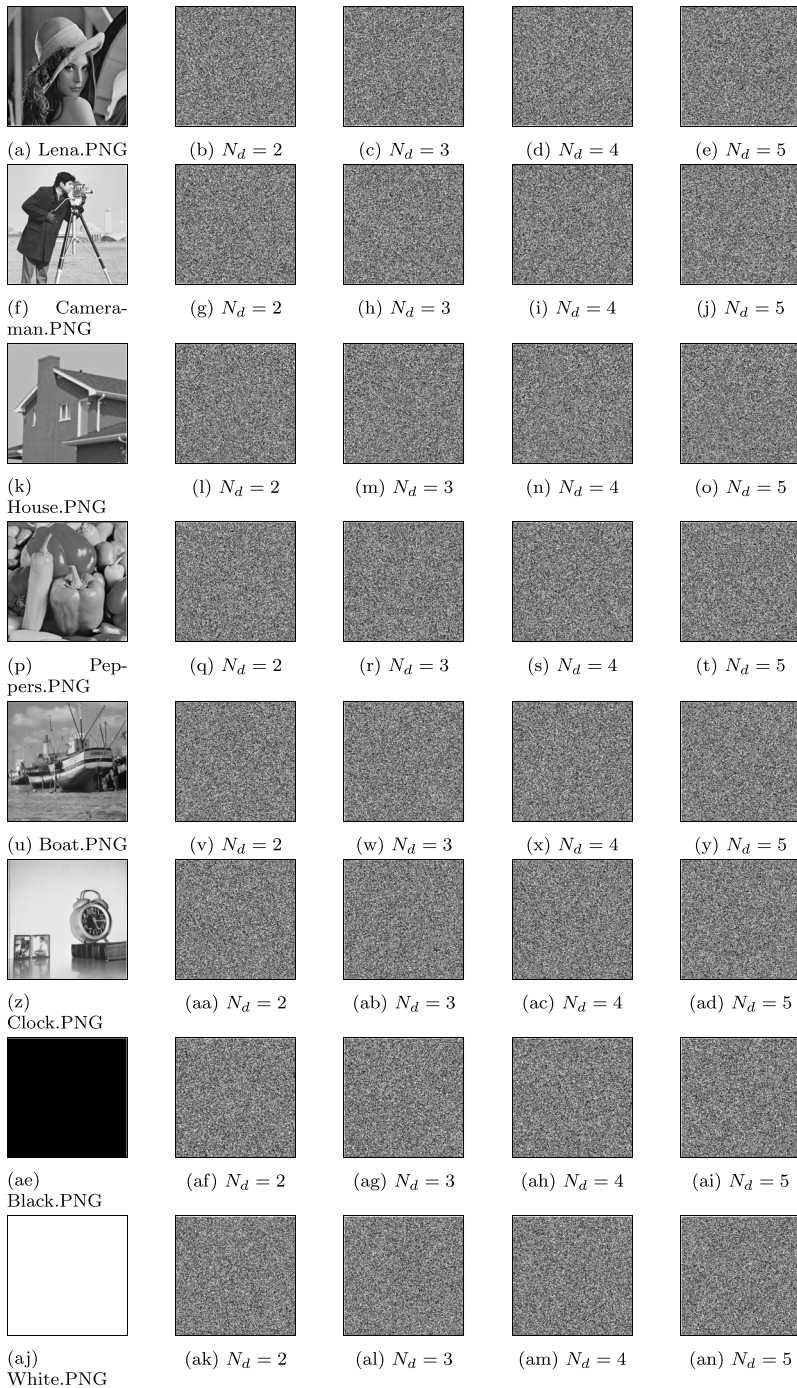 (a) Lena.PNG (b) N_d = 2 (c) N_d = 3 (d) N_d = 4 (e) N_d = 5
(f) Camera-
man.PNG
(g) N_d = 2 (h) N_d = 3 (i) N_d = 4 (j) N_d = 5
(k)
House.PNG
(l) N_d = 2 (m) N_d = 3 (n) N_d = 4 (o) N_d = 5
(p) Pep-
pers.PNG
(q) N_d = 2 (r) N_d = 3 (s) N_d = 4 (t) N_d = 5
(u) Boat.PNG (v) N_d = 2 (w) N_d = 3 (x) N_d = 4 (y) N_d = 5
(z)
Clock.PNG
(aa) N_d = 2 (ab) N_d = 3 (ac) N_d = 4 (ad) N_d = 5
(ae)
Black.PNG
(af) N_d = 2 (ag) N_d = 3 (ah) N_d = 4 (ai) N_d = 5
(aj)
White.PNG
(ak) N_d = 2 (al) N_d = 3 (am) N_d = 4 (an) N_d = 5